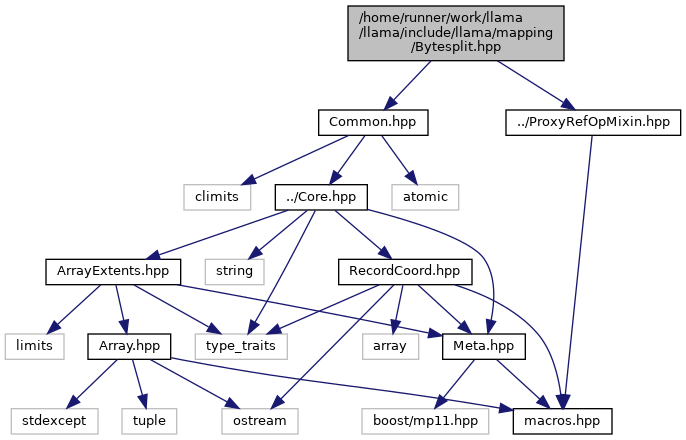 /home/runner/work/llama
/llama/include/llama/mapping
/Bytesplit.hpp
Common.hpp
../ProxyRefOpMixin.hpp
climits
../Core.hpp
atomic
ArrayExtents.hpp
string
RecordCoord.hpp
limits
Array.hpp
type_traits
array
Meta.hpp
stdexcept
tuple
ostream
boost/mp11.hpp
macros.hpp